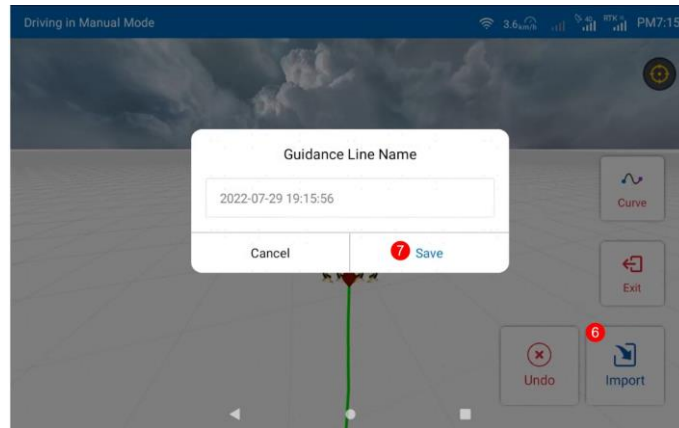 Driving in Manual Mode
3.6km/h
40
RTK
PM7:15
Guidance Line Name
2022-07-29 19:15:56
Cancel
7
Save
Curve
Exit
6
Undo
Import